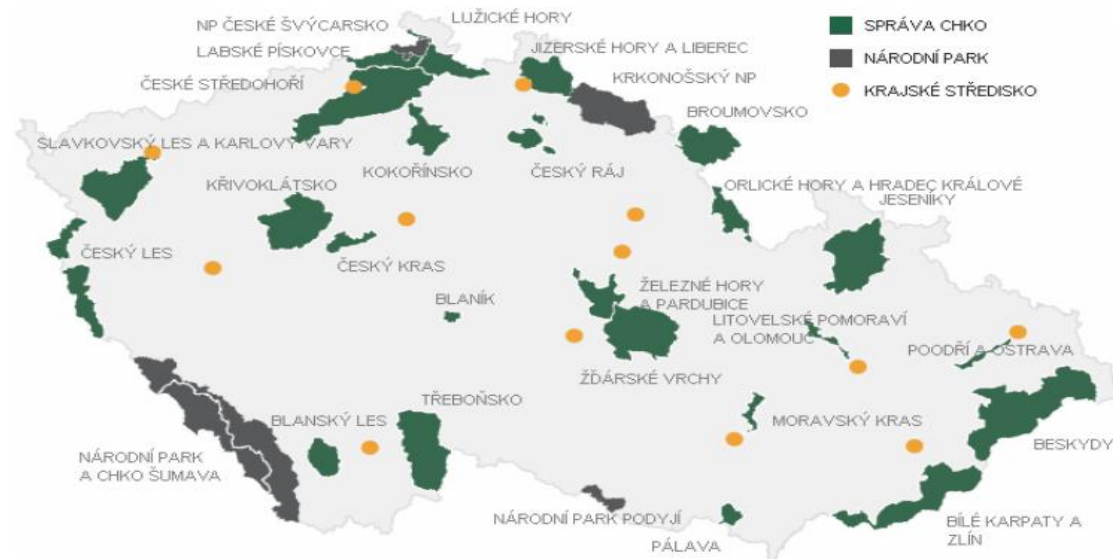 LUŽICKÉ HORY
NP ČESKÉ ŠVÝCARSKO
SPRÁVA CHKO
LABSKÉ PÍSKOVCE
JIZERSKÉ HORY A LIBEREC
NÁRODNÍ PARK
KRKONOŠSKÝ NP
ČESKÉ STŘEDOHOŘÍ
KRAJSKÉ STŘEDISKO
BROUMOVSKO
SLAVKOVSKÝ LES A KARLOVY VARY
KOKOŘÍNSKO
ČESKÝ RÁJ
KŘIVOKLÁTSKO
ORLICKÉ HORY A HRADEC KRÁLOVÉ
JESENÍKY
ČESKÝ LES
ČESKÝ KRAS
ŽELEZNÉ HORY
A PARDUBICE
BLANÍK
LITOVELSKÉ POMORAVÍ
A OLOMOUC
POODŘÍ A OSTRAVA
ŽĎÁRSKÉ VRCHY
TŘEBOŇSKO
BLANSKÝ LES
MORAVSKÝ KRAS
BESKYDY
NÁRODNÍ PARK
A CHKO ŠUMAVA
NÁRODNÍ PARK PODYJÍ
PÁLAVA
BÍLÉ KARPATY A
ZLÍN